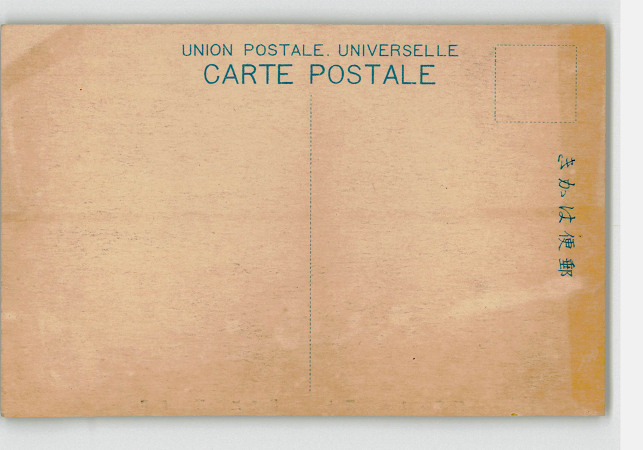 UNION POSTALE. UNIVERSELLE
CARTE POSTALE
郵便はかき